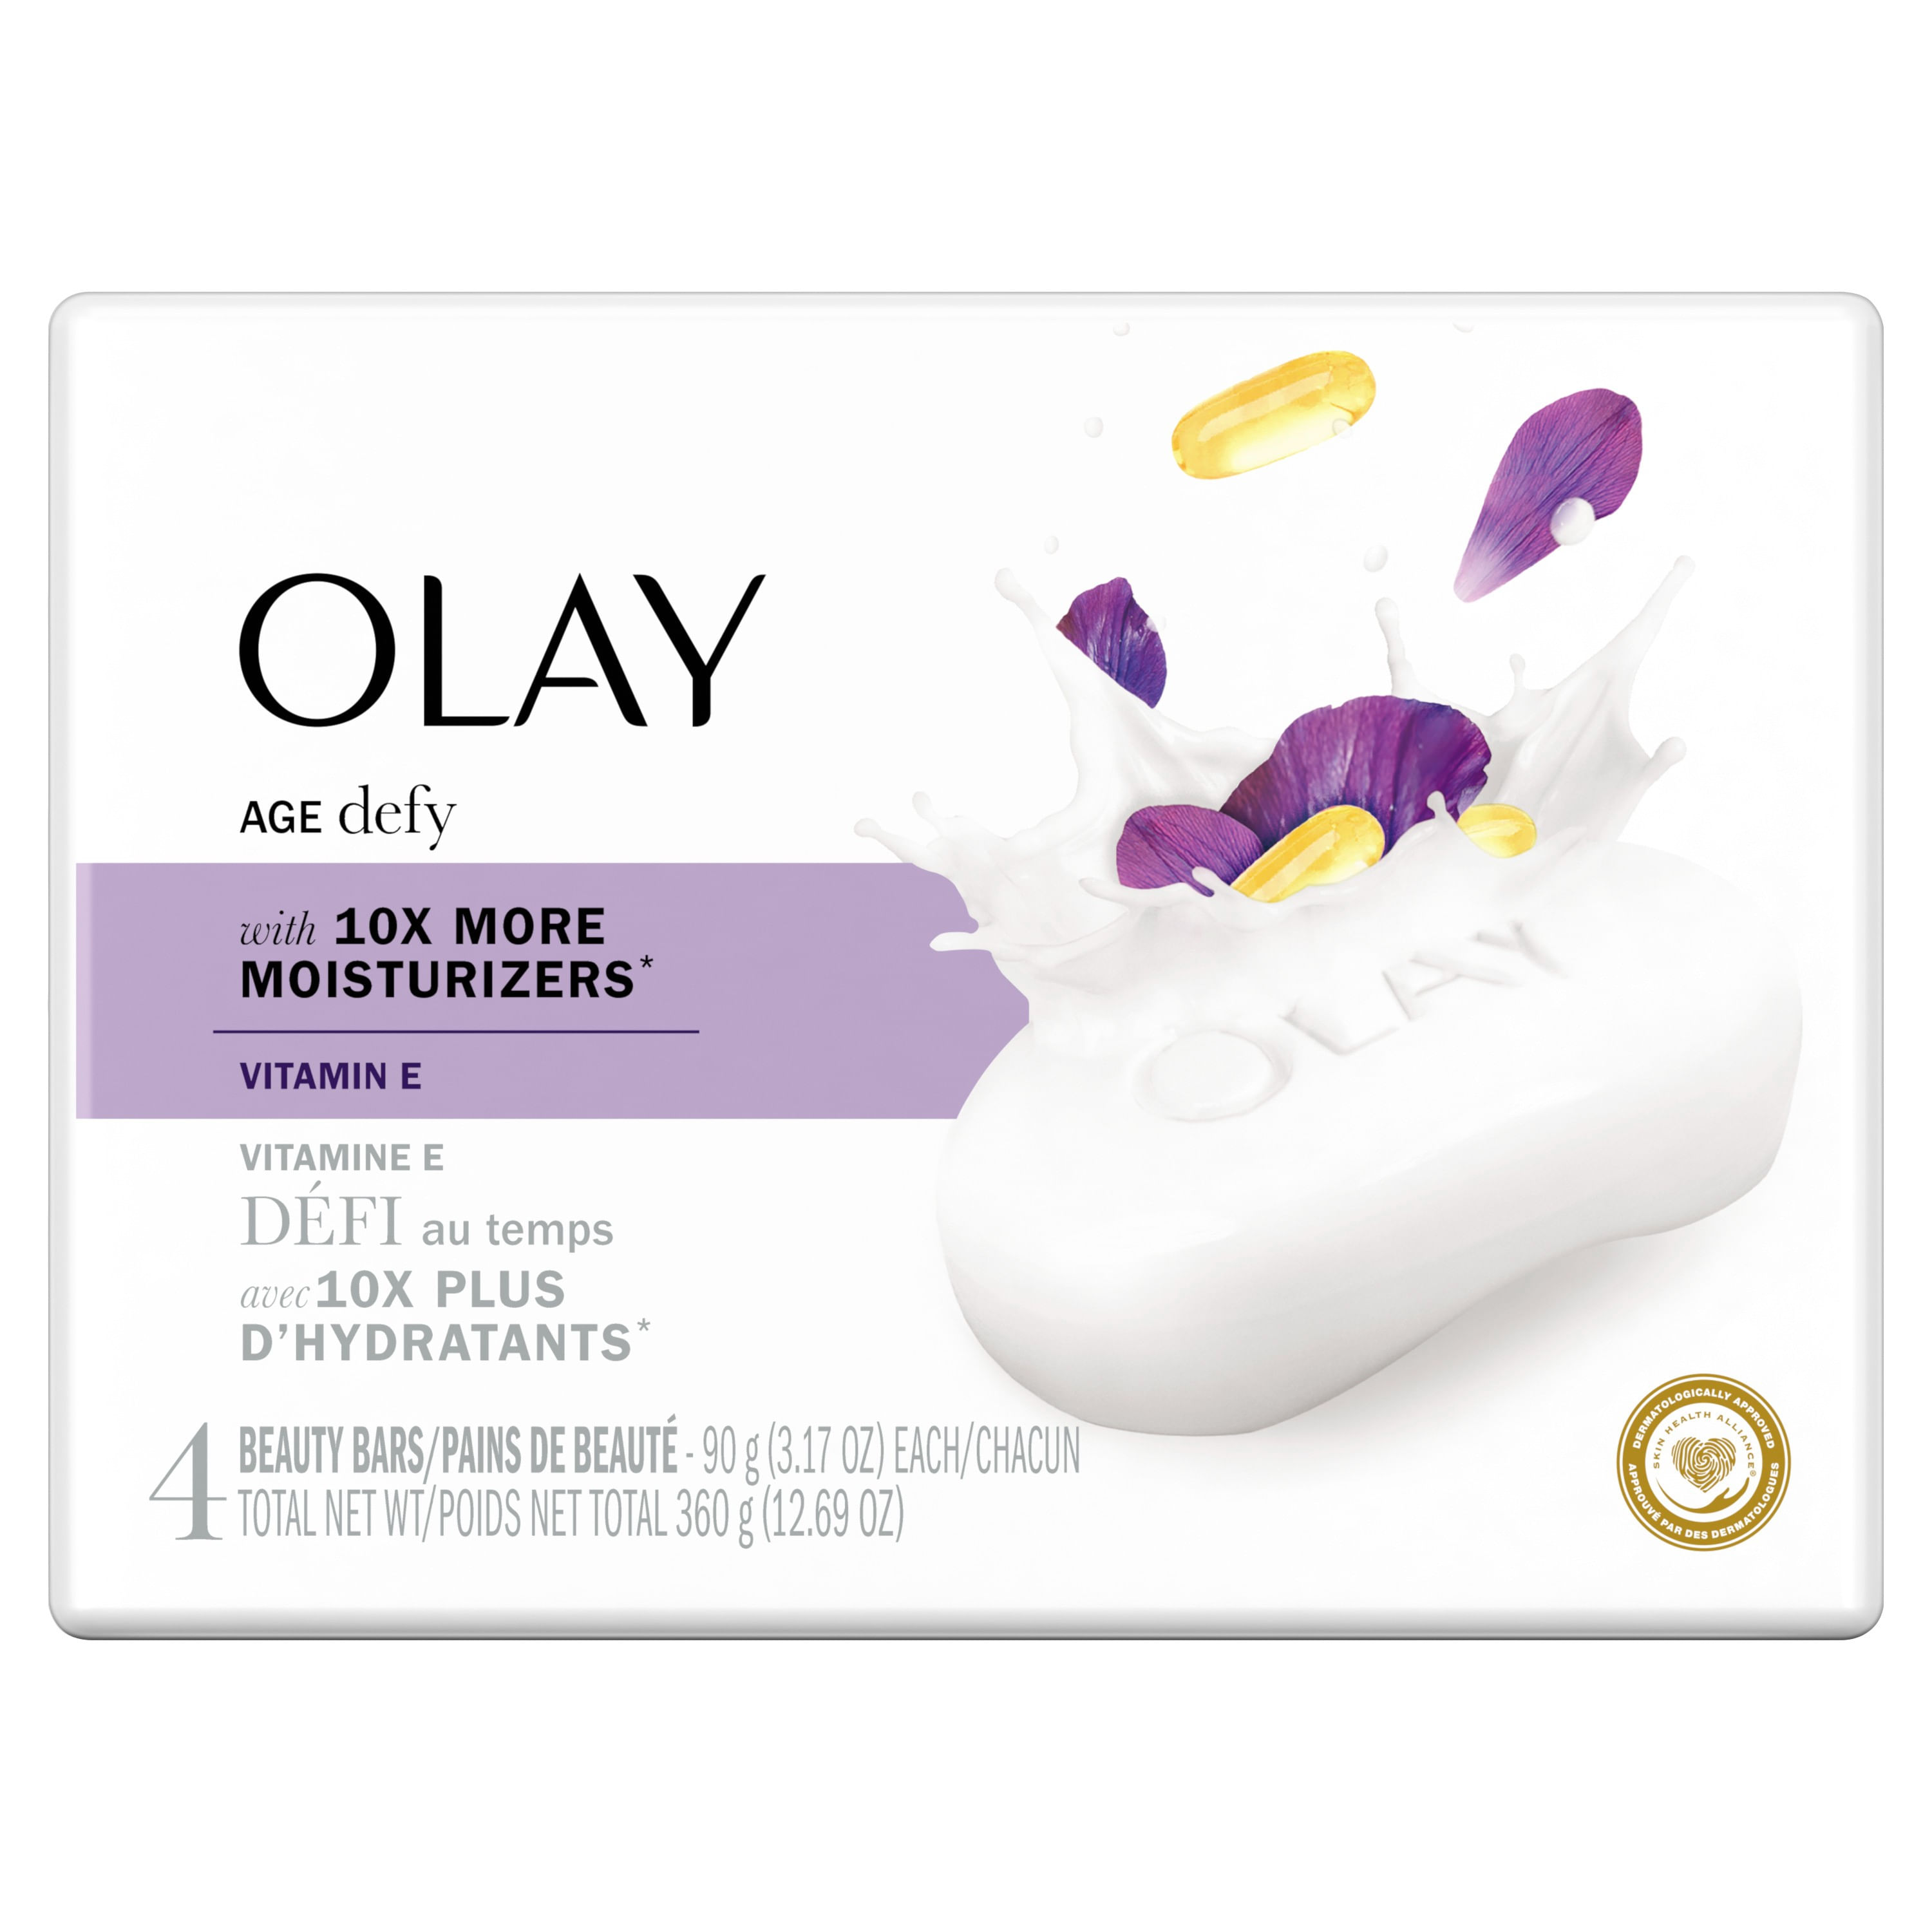 OLAY
AGE defy
with 10X MORE
MOISTURIZERS*
VITAMIN E
VITAMINE E
DÉFI au temps
avec 10X PLUS
D'HYDRATANTS*
4 BEAUTY BARS/PAINS DE BEAUTÉ - 90 g (3.17 OZ) EACH/CHACUN
TOTAL NET WT/POIDS NET TOTAL 360 g (12.69 OZ)
OLAY
DERMATOLOGICALLY APPROVED
SKIN HEALTH ALLIANCE®
APPROUVÉ PAR DES DERMATOLOGUES